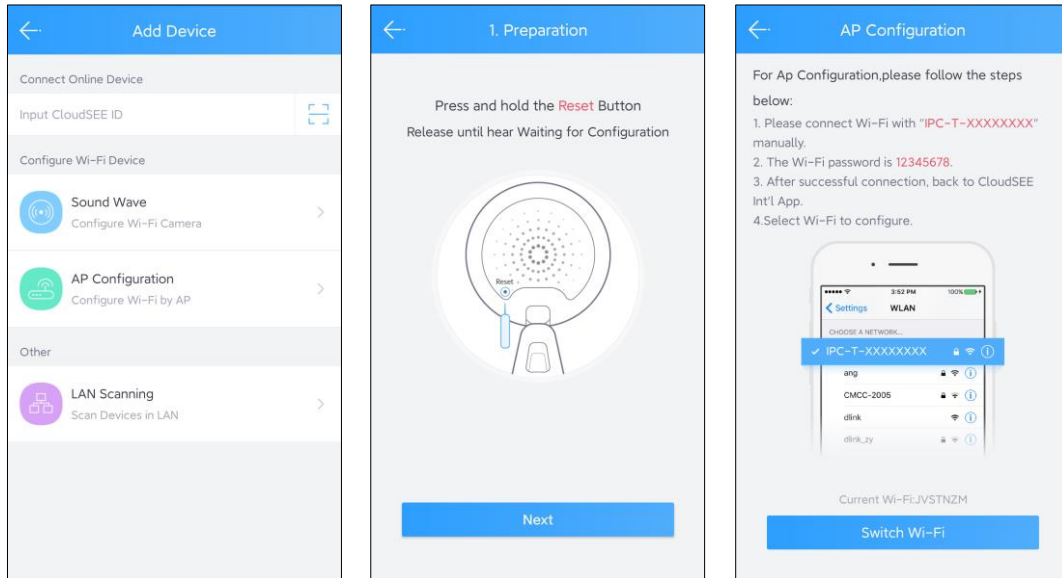 Add Device
Connect Online Device
Input CloudSEE ID
Configure Wi-Fi Device
Sound Wave
Configure Wi-Fi Camera
AP Configuration
Configure Wi-Fi by AP
Other
LAN Scanning
Scan Devices in LAN
1. Preparation
Press and hold the Reset Button
Release until hear Waiting for Configuration
Reset
Next
AP Configuration
For Ap Configuration,please follow the steps
below:
1. Please connect Wi-Fi with "IPC-T-XXXXXXXX"
manually.
2. The Wi-Fi password is 12345678.
3. After successful connection, back to CloudSEE
Int'l App.
4.Select Wi-Fi to configure.
3:52 PM 100%
Settings WLAN
CHOOSE A NETWORK...
IPC-T-XXXXXXXX
ang
CMCC-2005
dlink
dlink_zy
Current Wi-Fi:JVSTNZM
Switch Wi-Fi